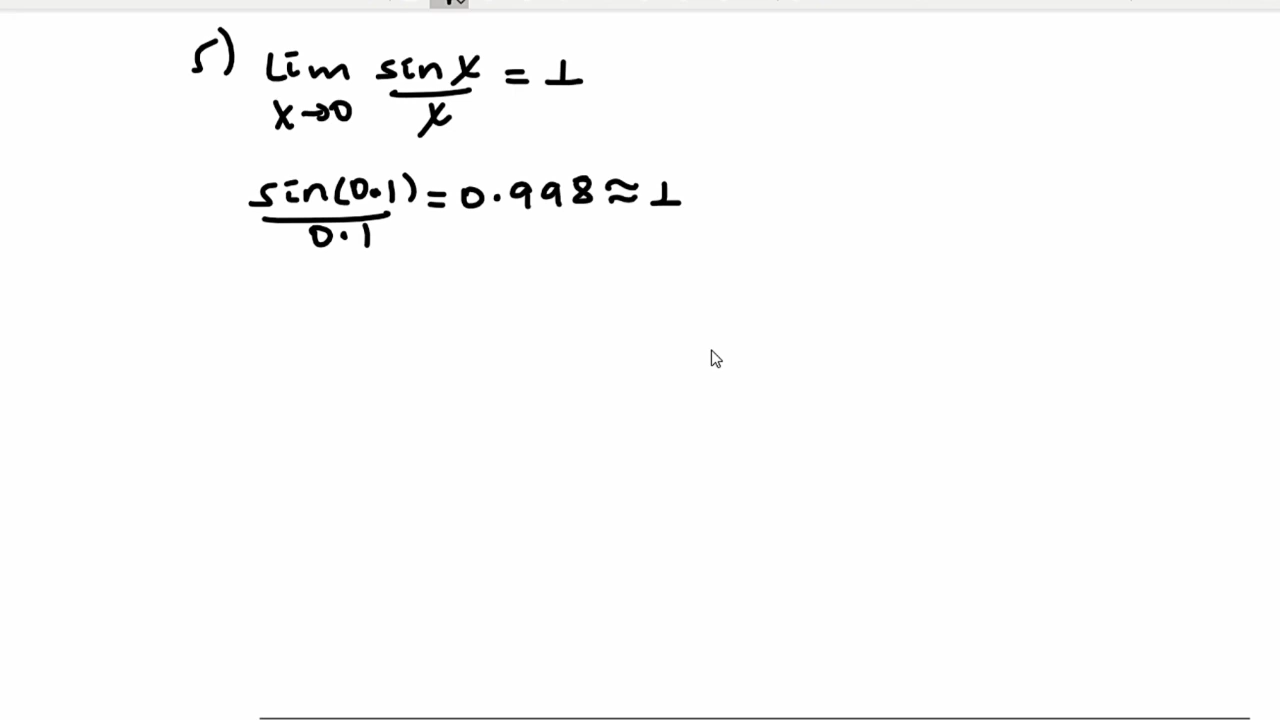 5) Lim sin x / x = 1
x→0
sin(0.1) / 0.1 = 0.998 ≈ 1